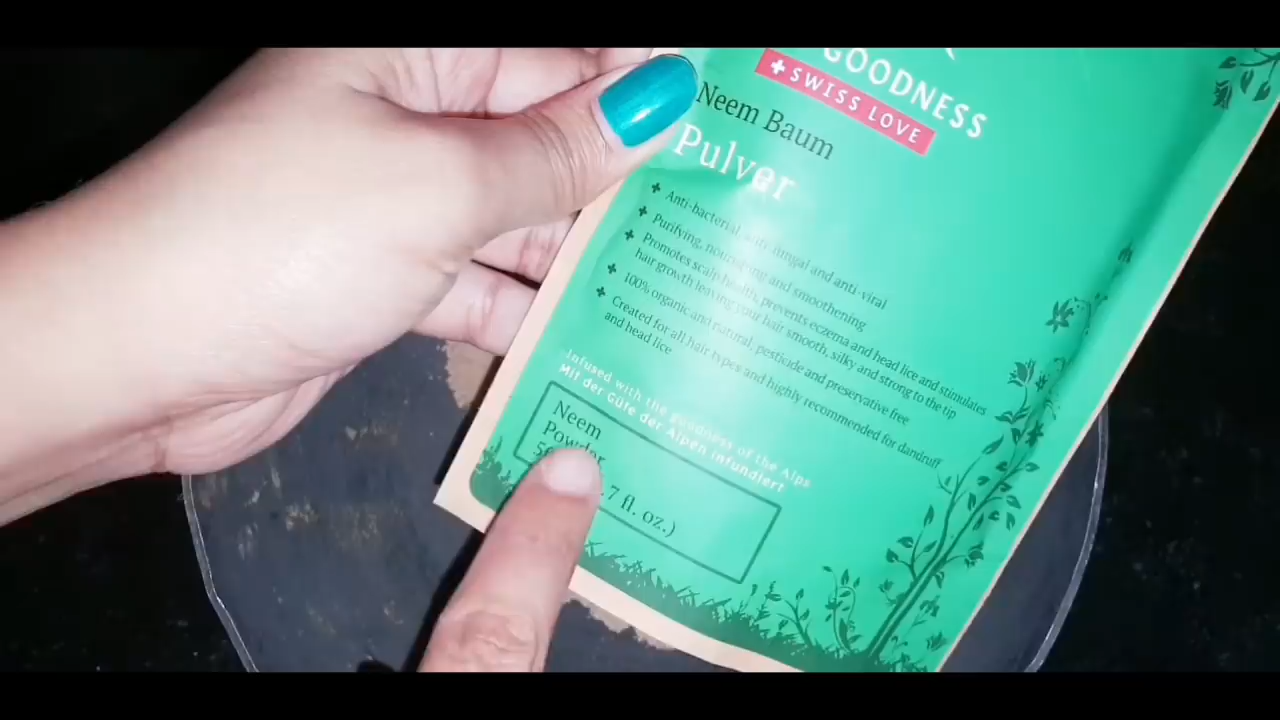 GOODNESS
SWISS LOVE
Neem Baum
Pulver
Anti-bacterial, anti-fungal and anti-viral
Purifying, nourishing and smoothening
Promotes scalp health, prevents eczema and head lice and stimulates
hair growth leaving your hair smooth, silky and strong to the tip
100% organic and natural, pesticide and preservative free
Created for all hair types and highly recommended for dandruff
and head lice
Infused with the goodness of the Alps
Mit der Güte der Alpen infundiert
Neem
Powder
.7 fl. oz.)